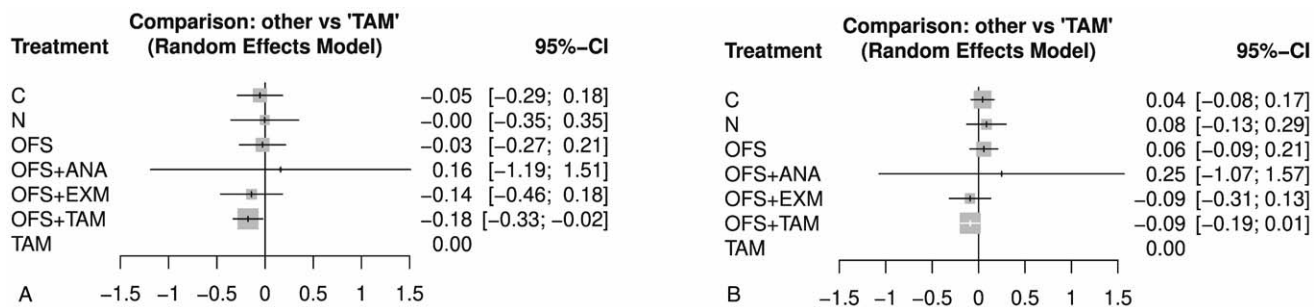 Comparison: other vs 'TAM'
Treatment (Random Effects Model) 95%−CI
C −0.05 [−0.29; 0.18]
N −0.00 [−0.35; 0.35]
OFS −0.03 [−0.27; 0.21]
OFS+ANA 0.16 [−1.19; 1.51]
OFS+EXM −0.14 [−0.46; 0.18]
OFS+TAM −0.18 [−0.33; −0.02]
TAM 0.00
A −1.5 −1 −0.5 0 0.5 1 1.5
Comparison: other vs 'TAM'
Treatment (Random Effects Model) 95%−CI
C 0.04 [−0.08; 0.17]
N 0.08 [−0.13; 0.29]
OFS 0.06 [−0.09; 0.21]
OFS+ANA 0.25 [−1.07; 1.57]
OFS+EXM −0.09 [−0.31; 0.13]
OFS+TAM −0.09 [−0.19; 0.01]
TAM 0.00
B −1.5 −1 −0.5 0 0.5 1 1.5